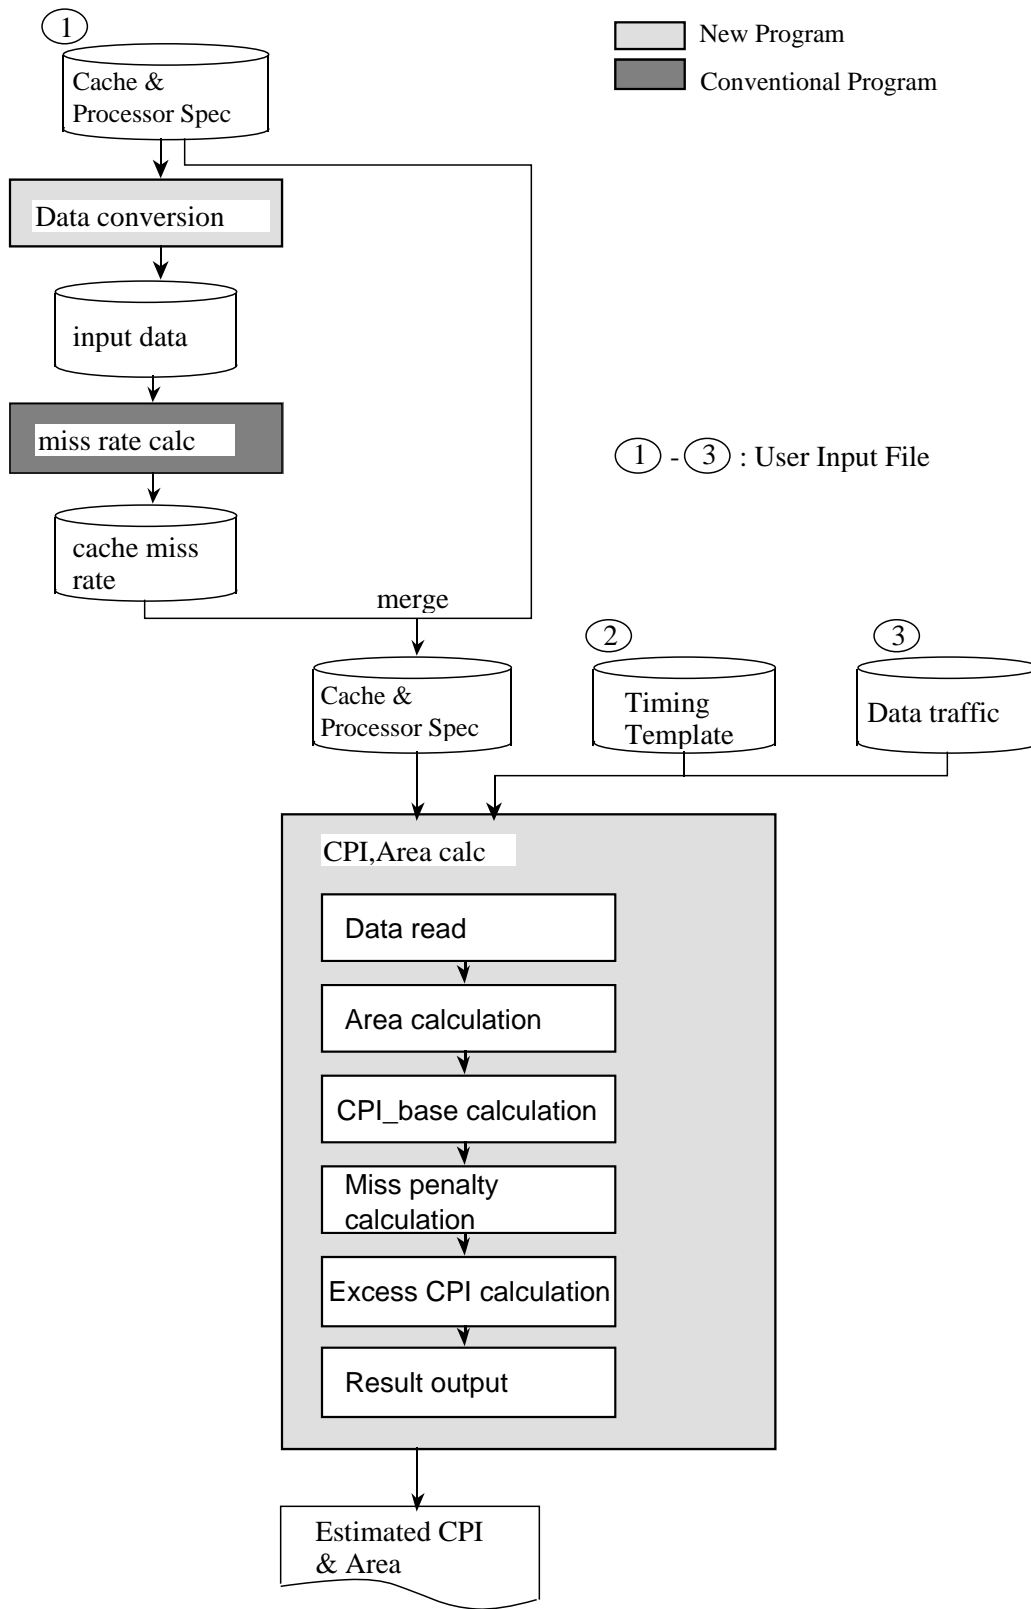 1
New Program
Cache &
Processor Spec
Conventional Program
Data conversion
input data
miss rate calc
1 - 3 : User Input File
cache miss
rate
merge
2
3
Cache &
Processor Spec
Timing
Template
Data traffic
CPI,Area calc
Data read
Area calculation
CPI_base calculation
Miss penalty
calculation
Excess CPI calculation
Result output
Estimated CPI
& Area